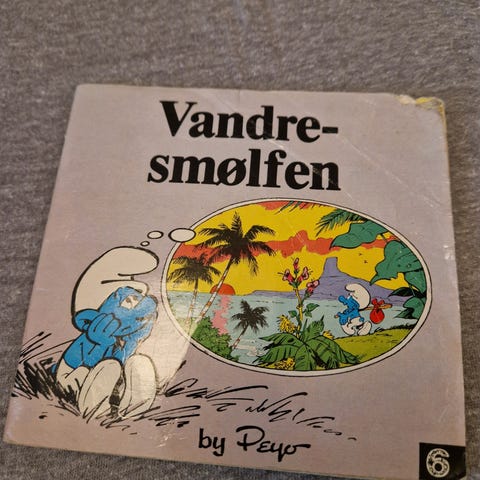 Vandre-
smølfen
by Peyo
6